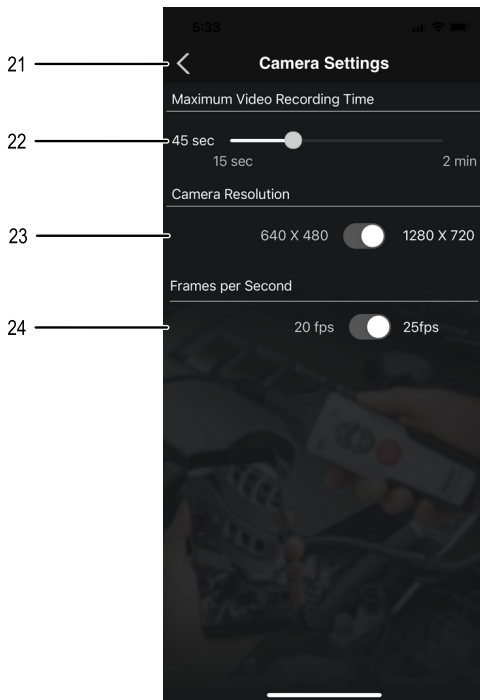 5:33
21
Camera Settings
Maximum Video Recording Time
22
45 sec
15 sec 2 min
Camera Resolution
23
640 X 480 1280 X 720
Frames per Second
24
20 fps 25fps